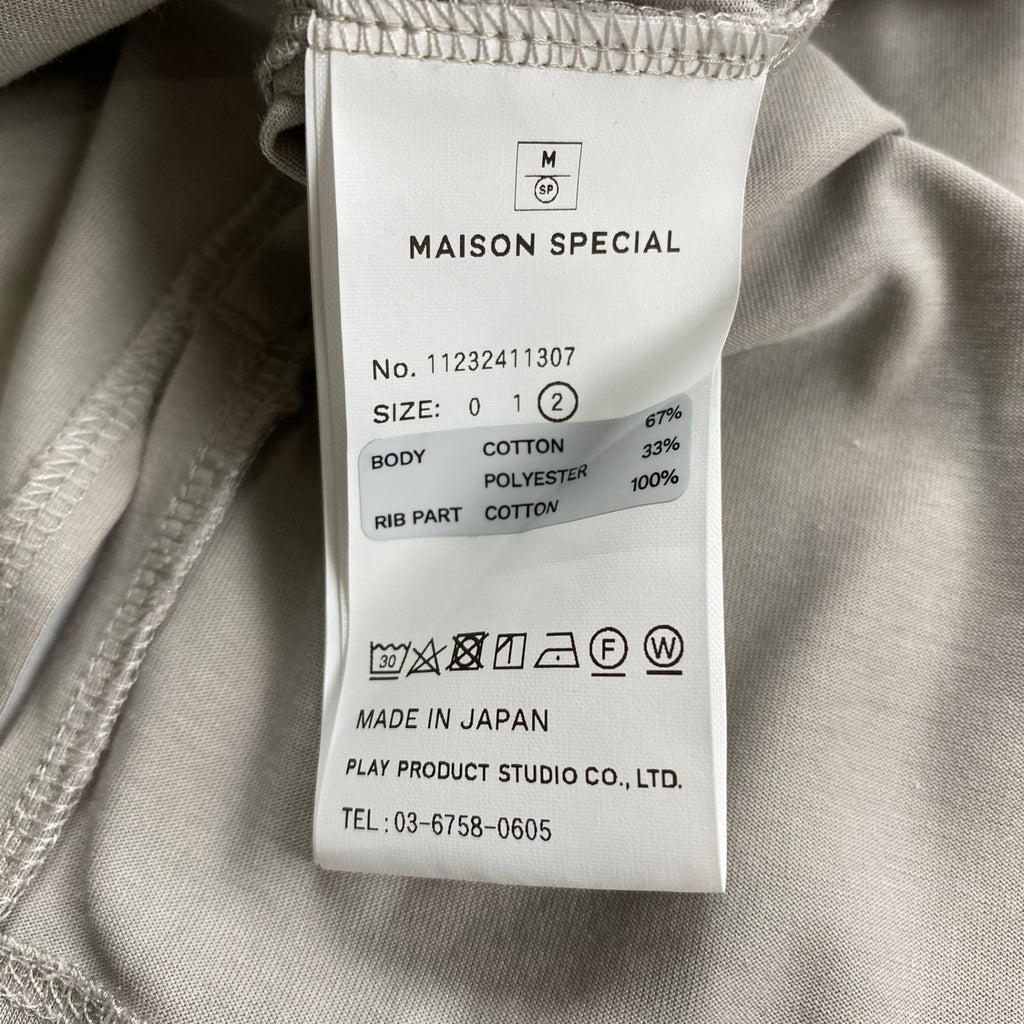 M
SP
MAISON SPECIAL
No. 11232411307
SIZE: 0 1 2
BODY COTTON 67%
POLYESTER 33%
RIB PART COTTON 100%
30 F W
MADE IN JAPAN
PLAY PRODUCT STUDIO CO., LTD.
TEL:03-6758-0605